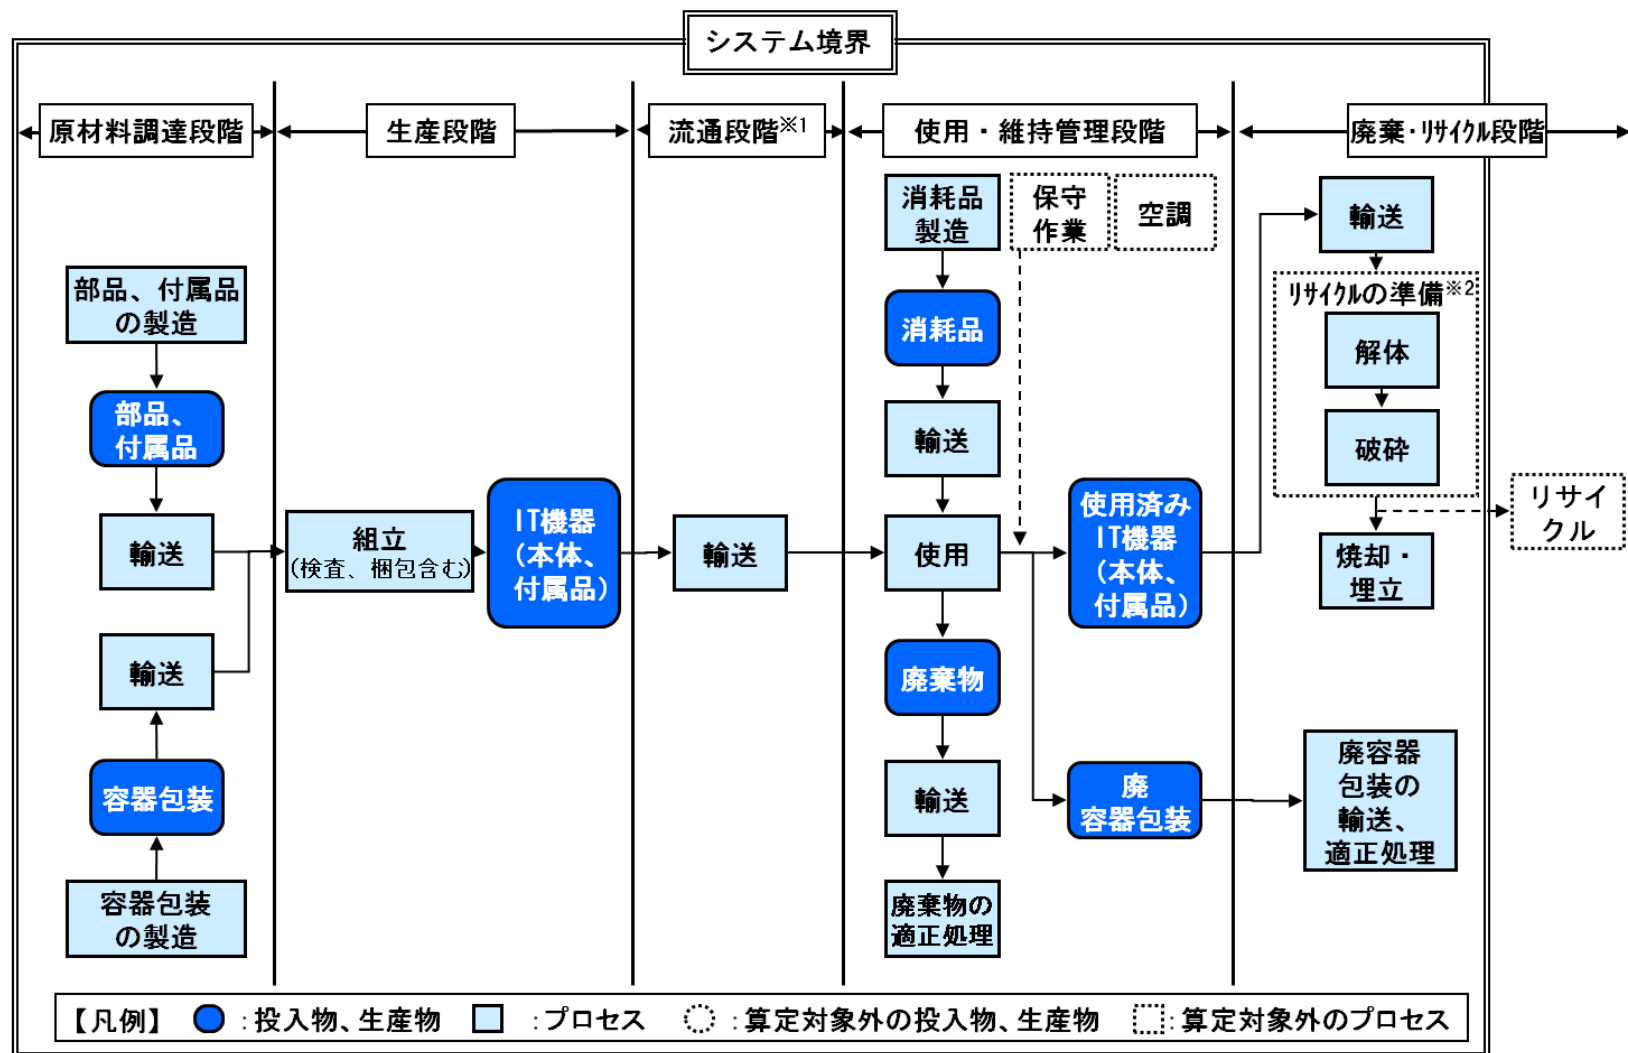 システム境界
原材料調達段階
生産段階
流通段階※1
使用・維持管理段階
廃棄・リサイクル段階
部品、付属品
の製造
部品、
付属品
輸送
輸送
容器包装
容器包装
の製造
組立
(検査、梱包含む)
IT機器
(本体、
付属品)
輸送
消耗品
製造
消耗品
輸送
使用
廃棄物
輸送
廃棄物の
適正処理
保守
作業
空調
使用済み
IT機器
(本体、
付属品)
廃
容器包装
輸送
リサイクルの準備※2
解体
破砕
焼却・
埋立
リサイ
クル
廃容器
包装の
輸送、
適正処理
【凡例】 :投入物、生産物 :プロセス :算定対象外の投入物、生産物 :算定対象外のプロセス